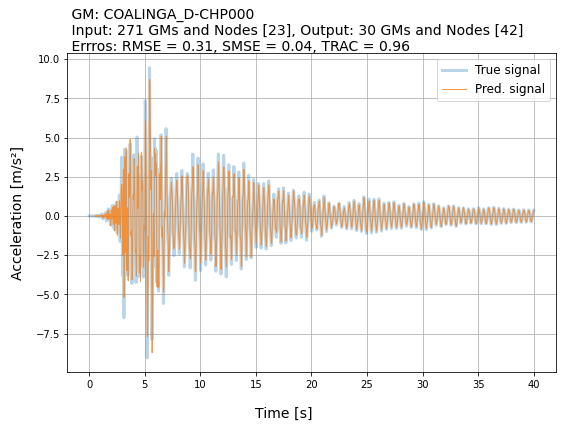 GM: COALINGA_D-CHP000
Input: 271 GMs and Nodes [23], Output: 30 GMs and Nodes [42]
Errros: RMSE = 0.31, SMSE = 0.04, TRAC = 0.96
True signal
Pred. signal
10.0
7.5
5.0
2.5
0.0
−2.5
−5.0
−7.5
Acceleration [m/s²]
0 5 10 15 20 25 30 35 40
Time [s]